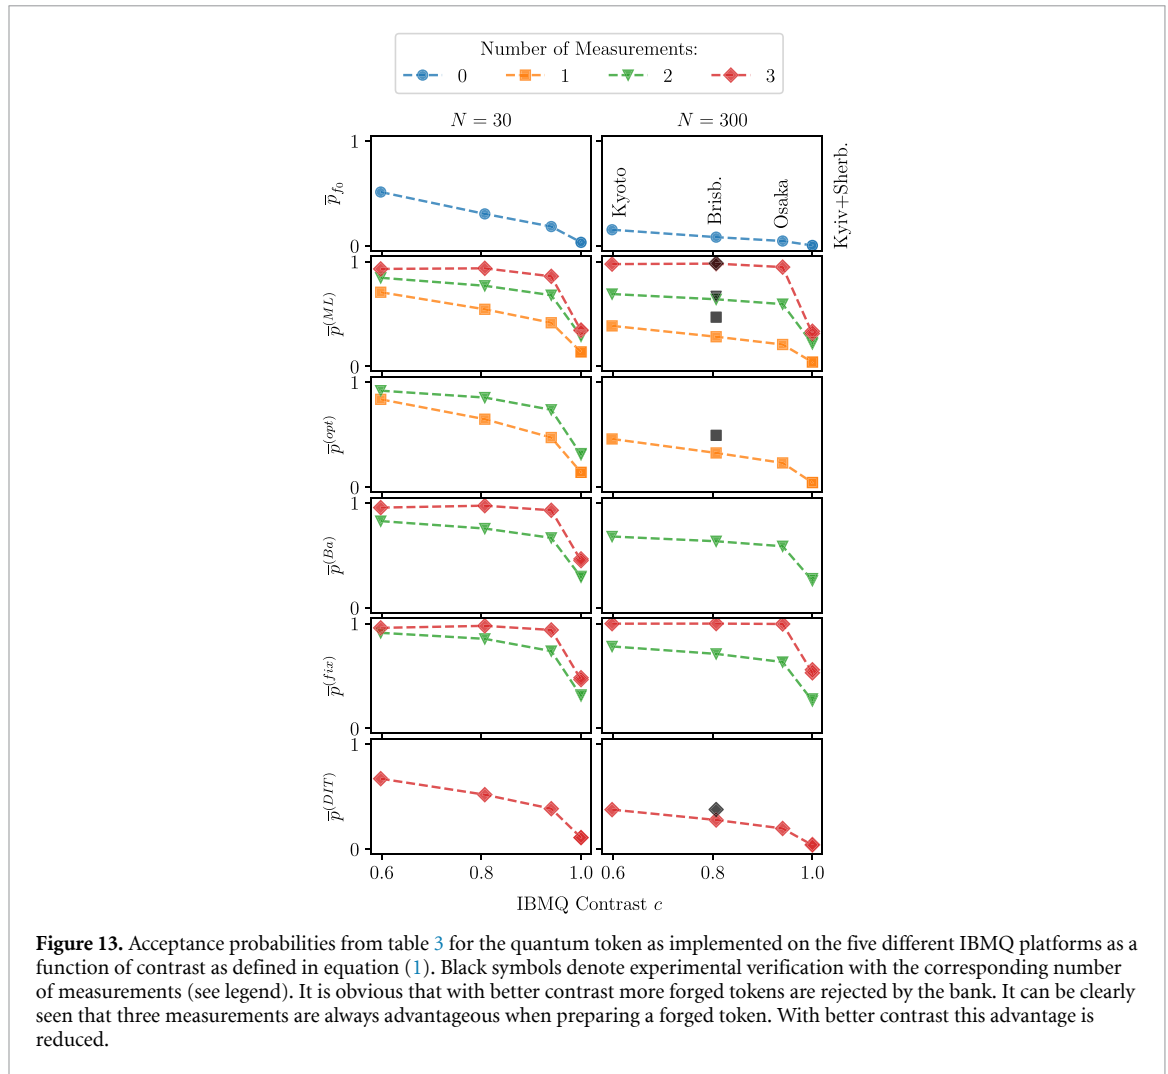 Number of Measurements:
0 1 2 3
N = 30 N = 300
1
0
p̅_{f_0}
Kyoto
Brisb.
Osaka
Kyiv+Sherb.
1
0
p̅^{(ML)}
1
0
p̅^{(opt)}
1
0
p̅^{(Ba)}
1
0
p̅^{(fix)}
1
0
p̅^{(DIT)}
0.6 0.8 1.0 0.6 0.8 1.0
IBMQ Contrast c
Figure 13. Acceptance probabilities from table 3 for the quantum token as implemented on the five different IBMQ platforms as a
function of contrast as defined in equation (1). Black symbols denote experimental verification with the corresponding number
of measurements (see legend). It is obvious that with better contrast more forged tokens are rejected by the bank. It can be clearly
seen that three measurements are always advantageous when preparing a forged token. With better contrast this advantage is
reduced.